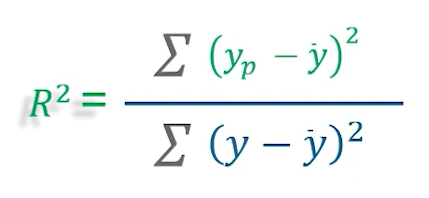 R² = ∑ (yₚ − ẏ)²
∑ (y − ẏ)²